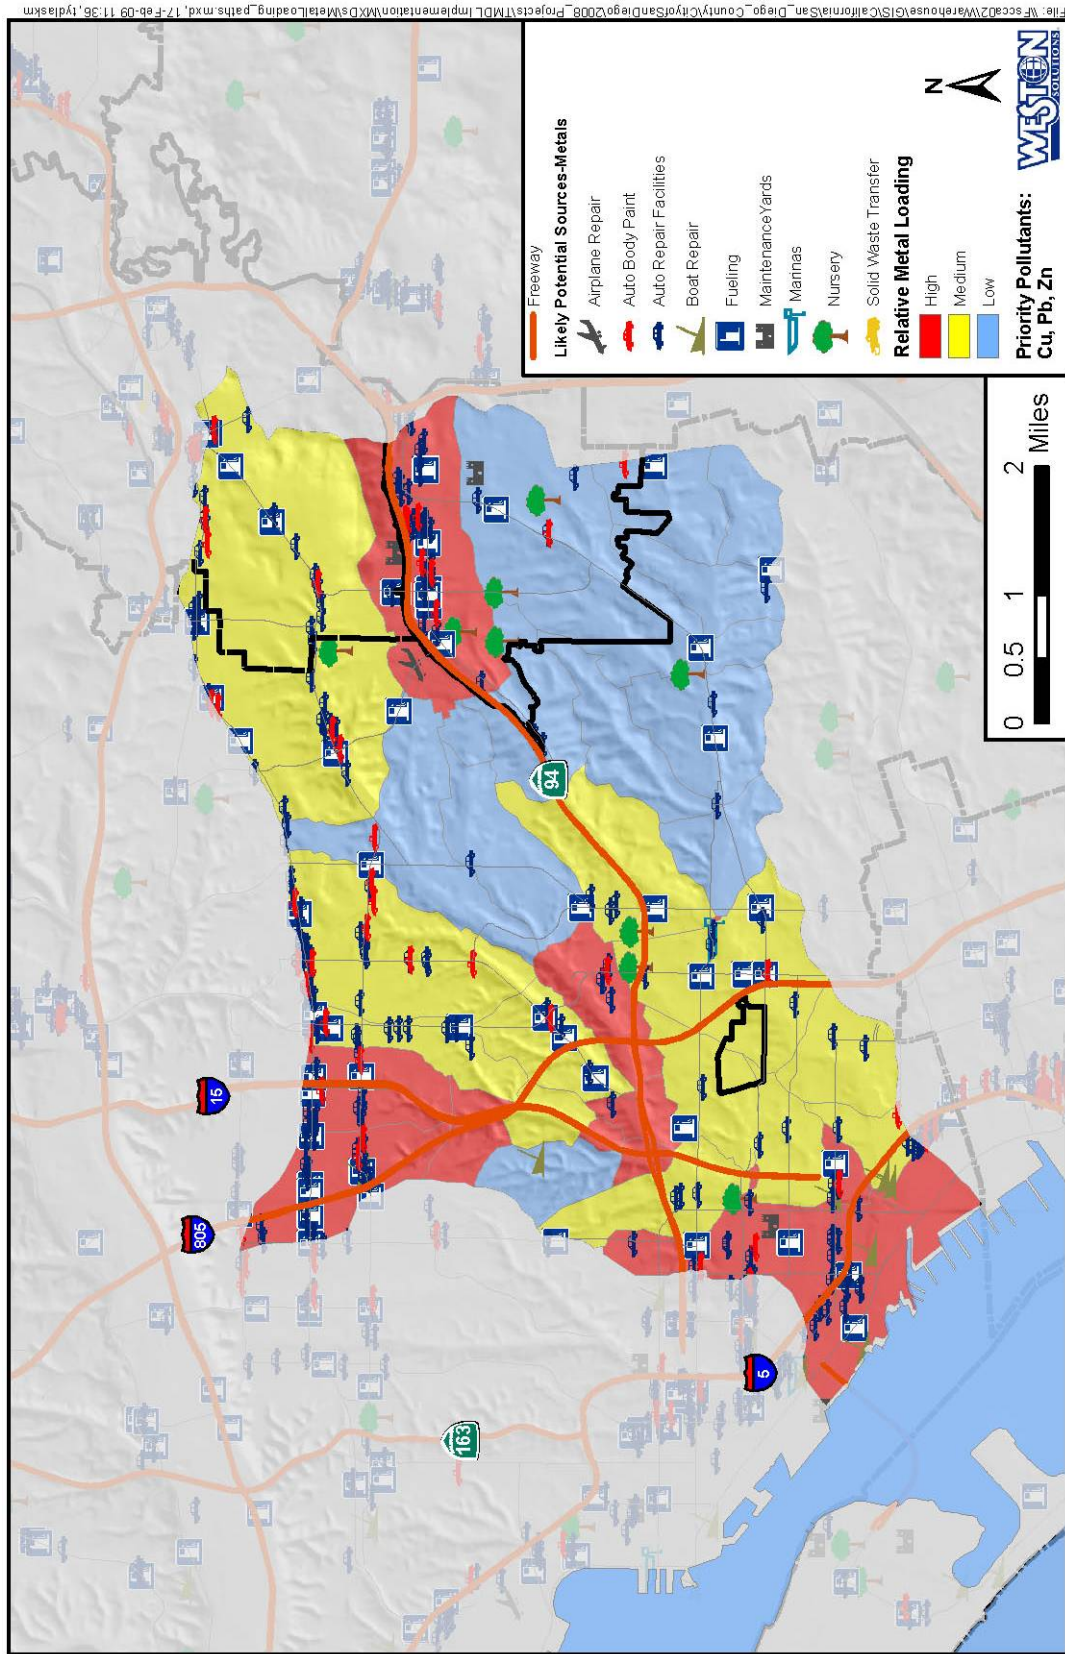 File: W:\Fsscca02\Warehouse\GIS\California\San_Diego_County\CityofSanDiego\2008_Projects\TMDL Implementation\MXDs\MetalLoading_paths.mxd, 17-Feb-09 11:36, tydlaskm
15
805
94
163
5
Freeway
Likely Potential Sources-Metals
Airplane Repair
Auto Body Paint
Auto Repair Facilities
Boat Repair
Fueling
Maintenance Yards
Marinas
Nursery
Solid Waste Transfer
Relative Metal Loading
High
Medium
Low
Priority Pollutants:
Cu, Pb, Zn
N
WESTON
SOLUTIONS
0 0.5 1 2
Miles